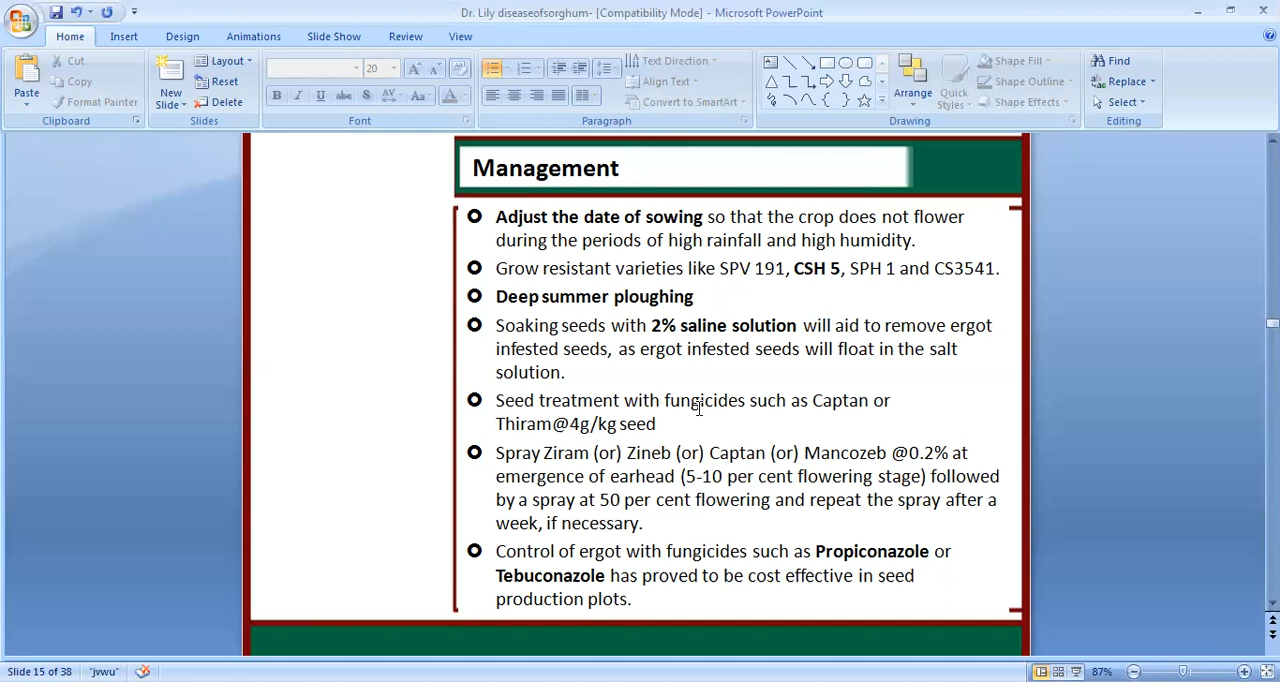 Dr. Lily diseaseofsorghum- [Compatibility Mode] - Microsoft PowerPoint
Home Insert Design Animations Slide Show Review View
Cut
Copy
Format Painter
Paste
Clipboard
New Slide
Layout
Reset
Delete
Slides
20
B I U abc S AV Aa A
Font
Text Direction
Align Text
Convert to SmartArt
Paragraph
Arrange
Quick Styles
Shape Fill
Shape Outline
Shape Effects
Drawing
Find
Replace
Select
Editing
Management
Adjust the date of sowing so that the crop does not flower
during the periods of high rainfall and high humidity.
Grow resistant varieties like SPV 191, CSH 5, SPH 1 and CS3541.
Deep summer ploughing
Soaking seeds with 2% saline solution will aid to remove ergot
infested seeds, as ergot infested seeds will float in the salt
solution.
Seed treatment with fungicides such as Captan or
Thiram@4g/kg seed
Spray Ziram (or) Zineb (or) Captan (or) Mancozeb @0.2% at
emergence of earhead (5-10 per cent flowering stage) followed
by a spray at 50 per cent flowering and repeat the spray after a
week, if necessary.
Control of ergot with fungicides such as Propiconazole or
Tebuconazole has proved to be cost effective in seed
production plots.
Slide 15 of 38 "jvwu" 87%